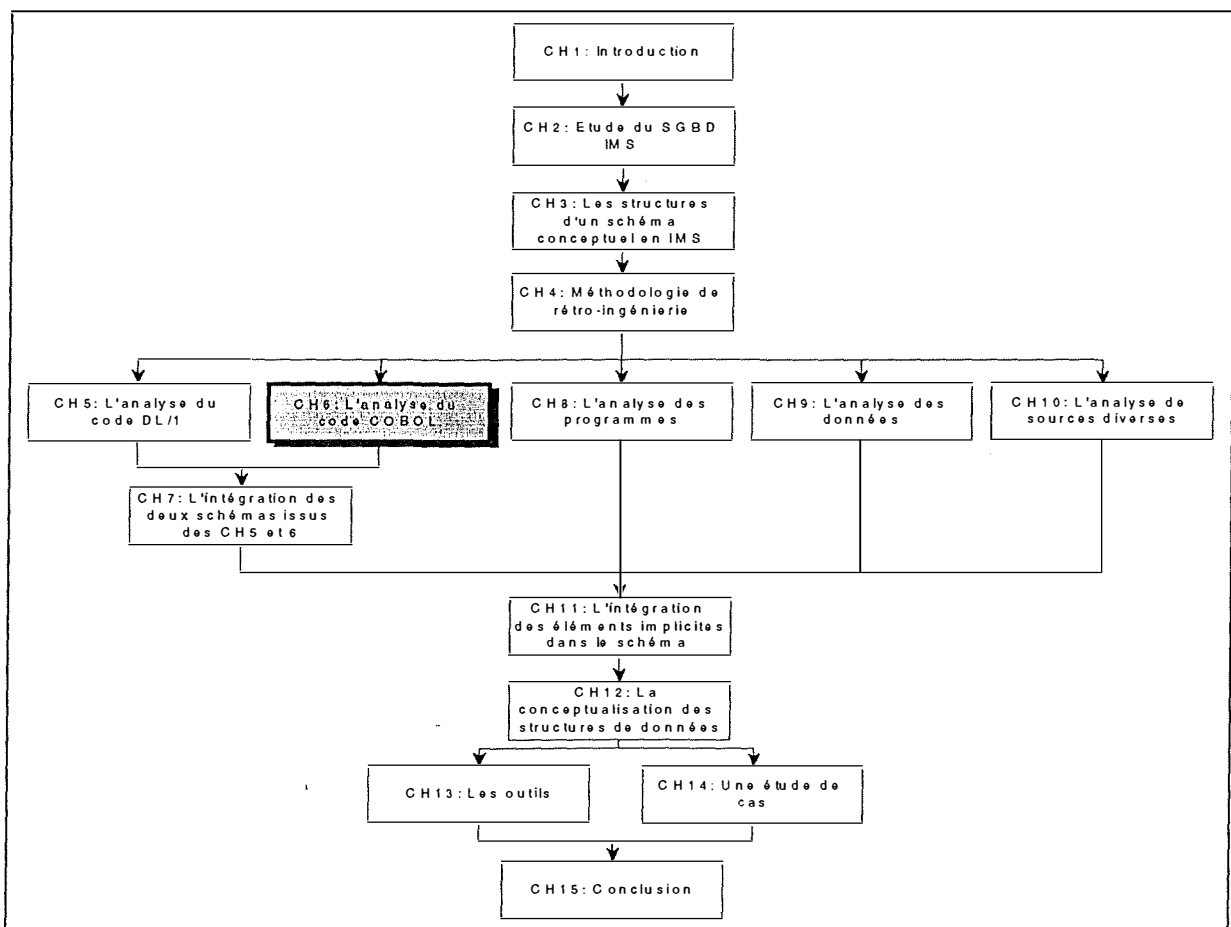 CH1: Introduction
CH2: Etude du SGBD
IMS
CH3: Les structures
d'un schéma
conceptuel en IMS
CH4: Méthodologie de
rétro-ingénierie
CH5: L'analyse du
code DL/1
CH6: L'analyse du
code COBOL
CH8: L'analyse des
programmes
CH9: L'analyse des
données
CH10: L'analyse de
sources diverses
CH7: L'intégration des
deux schémas issus
des CH5 et 6
CH11: L'intégration
des éléments implicites
dans le schéma
CH12: La
conceptualisation des
structures de données
CH13: Les outils
CH14: Une étude de
cas
CH15: Conclusion